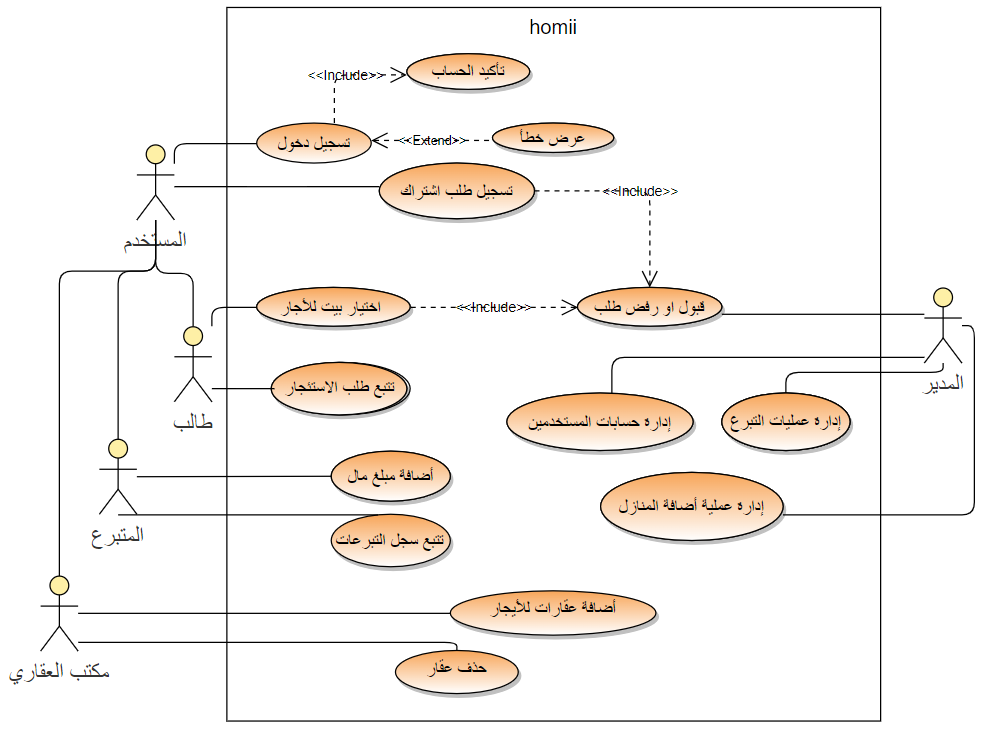 homii
تأكيد الحساب
<<Include>>
تسجيل دخول
<<Extend>>
عرض خطأ
تسجيل طلب اشتراك
<<Include>>
المستخدم
اختيار بيت للأجار
<<Include>>
قبول او رفض طلب
المدير
تتبع طلب الاستئجار
طالب
إدارة حسابات المستخدمين
إدارة عمليات التبرع
أضافة مبلغ مال
إدارة عملية أضافة المنازل
المتبرع
تتبع سجل التبرعات
أضافة عقارات للأيجار
مكتب العقاري
حذف عقار